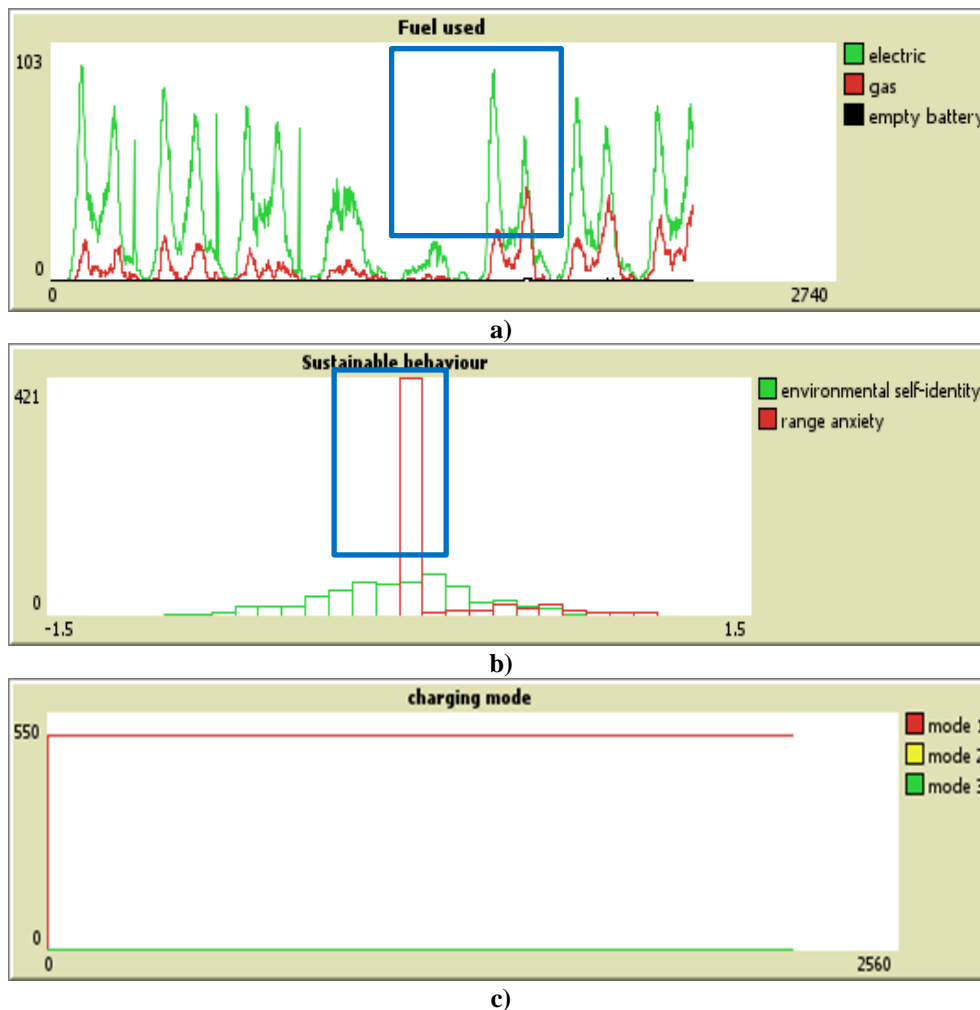 Fuel used
103
0
0
2740
electric
gas
empty battery
a)
Sustainable behaviour
421
0
-1.5
1.5
environmental self-identity
range anxiety
b)
charging mode
550
0
0
2560
mode 1
mode 2
mode 3
c)